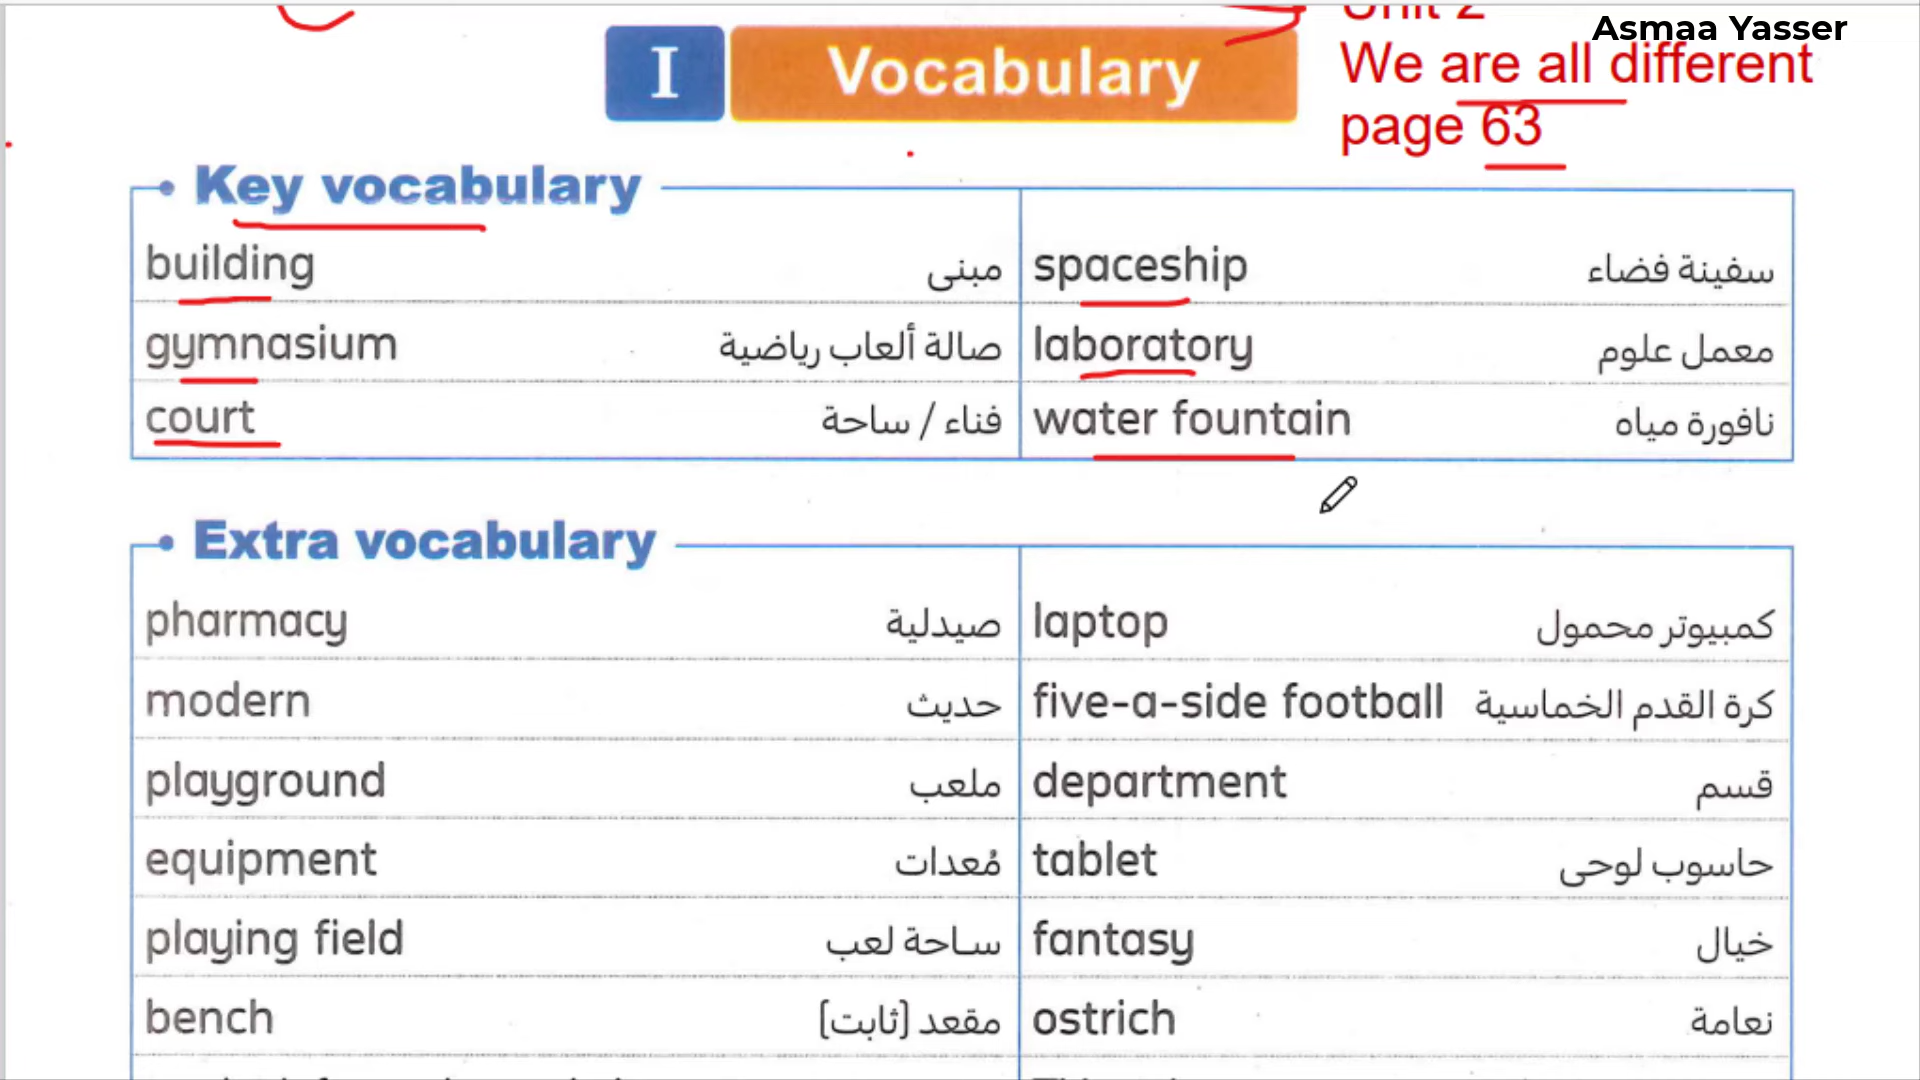 Unit 2
Asmaa Yasser
I Vocabulary
We are all different
page 63
Key vocabulary
building مبنى spaceship سفينة فضاء
gymnasium صالة ألعاب رياضية laboratory معمل علوم
court فناء / ساحة water fountain نافورة مياه
Extra vocabulary
pharmacy صيدلية laptop كمبيوتر محمول
modern حديث five-a-side football كرة القدم الخماسية
playground ملعب department قسم
equipment مُعدات tablet حاسوب لوحى
playing field ساحة لعب fantasy خيال
bench مقعد (ثابت) ostrich نعامة